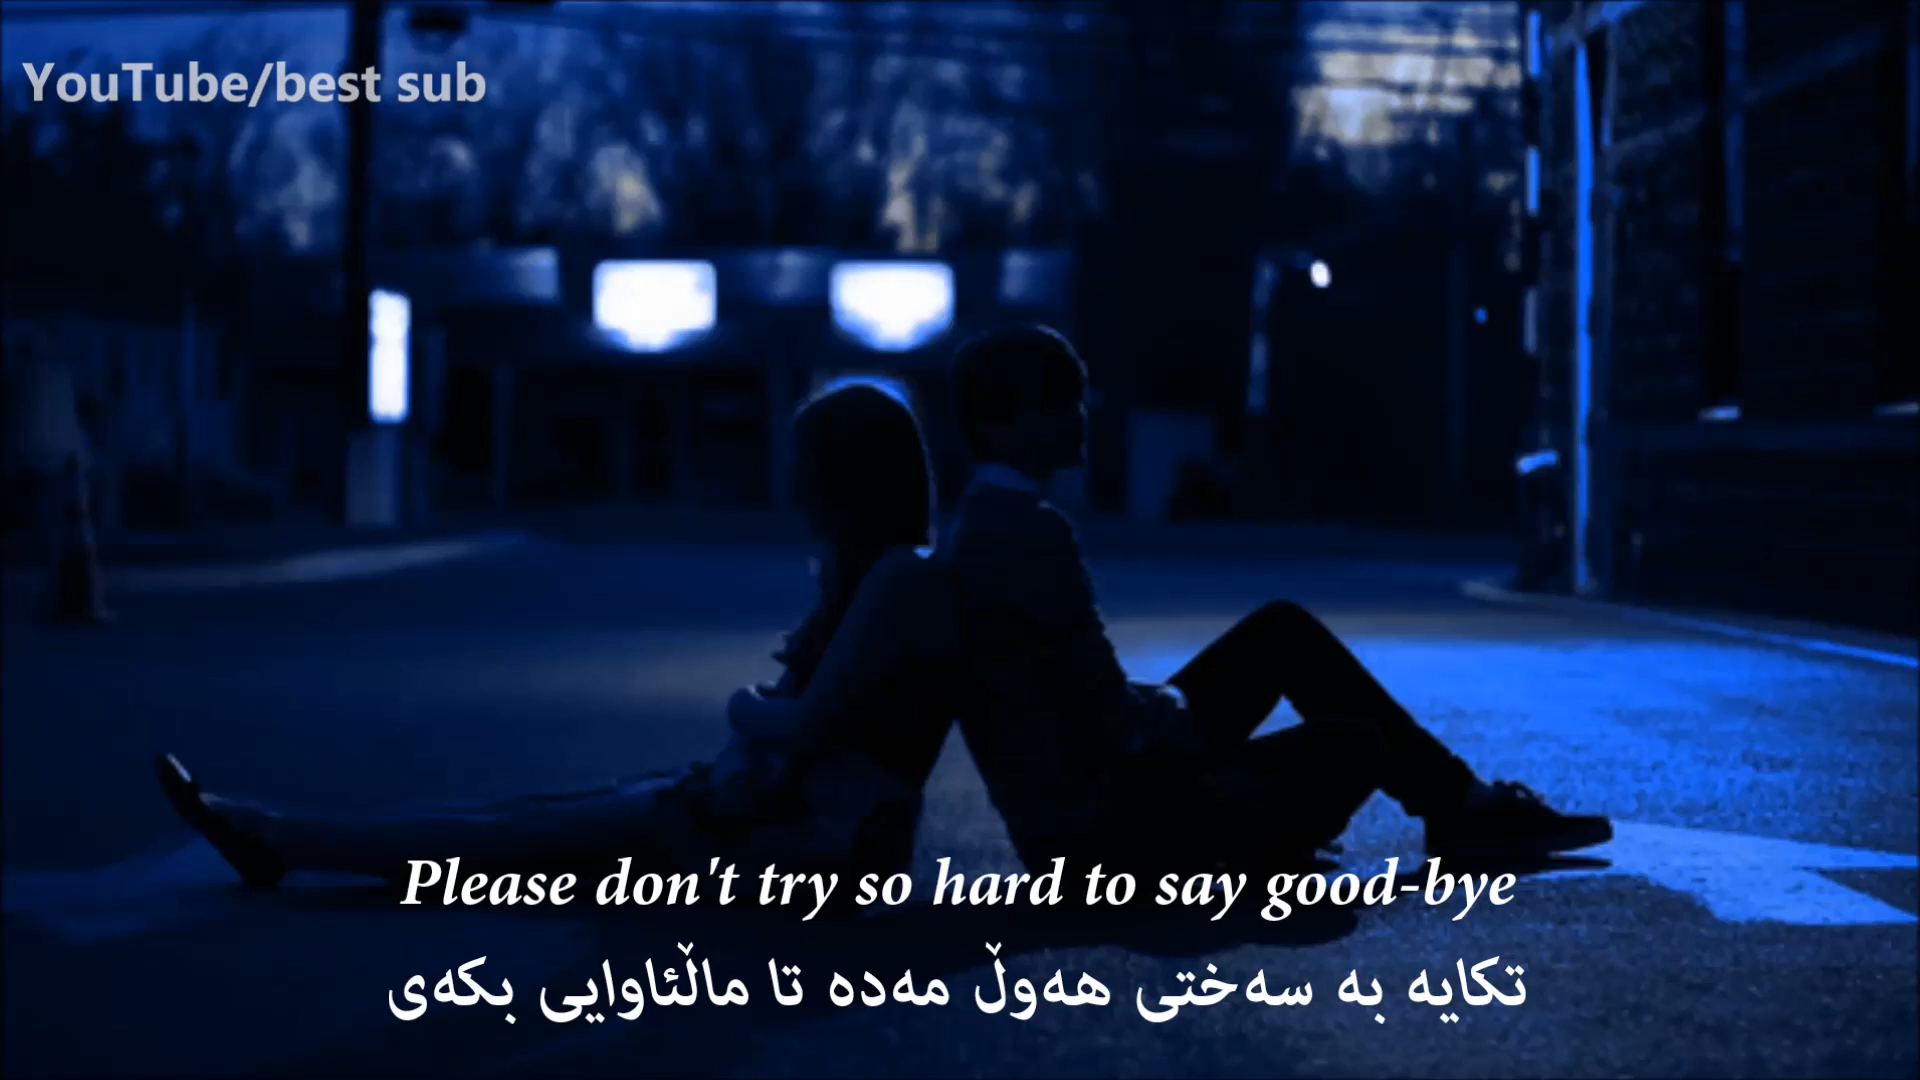 YouTube/best sub
Please don't try so hard to say good-bye
تکایە بە سەختی هەوڵ مەدە تا ماڵئاوایی بکەی